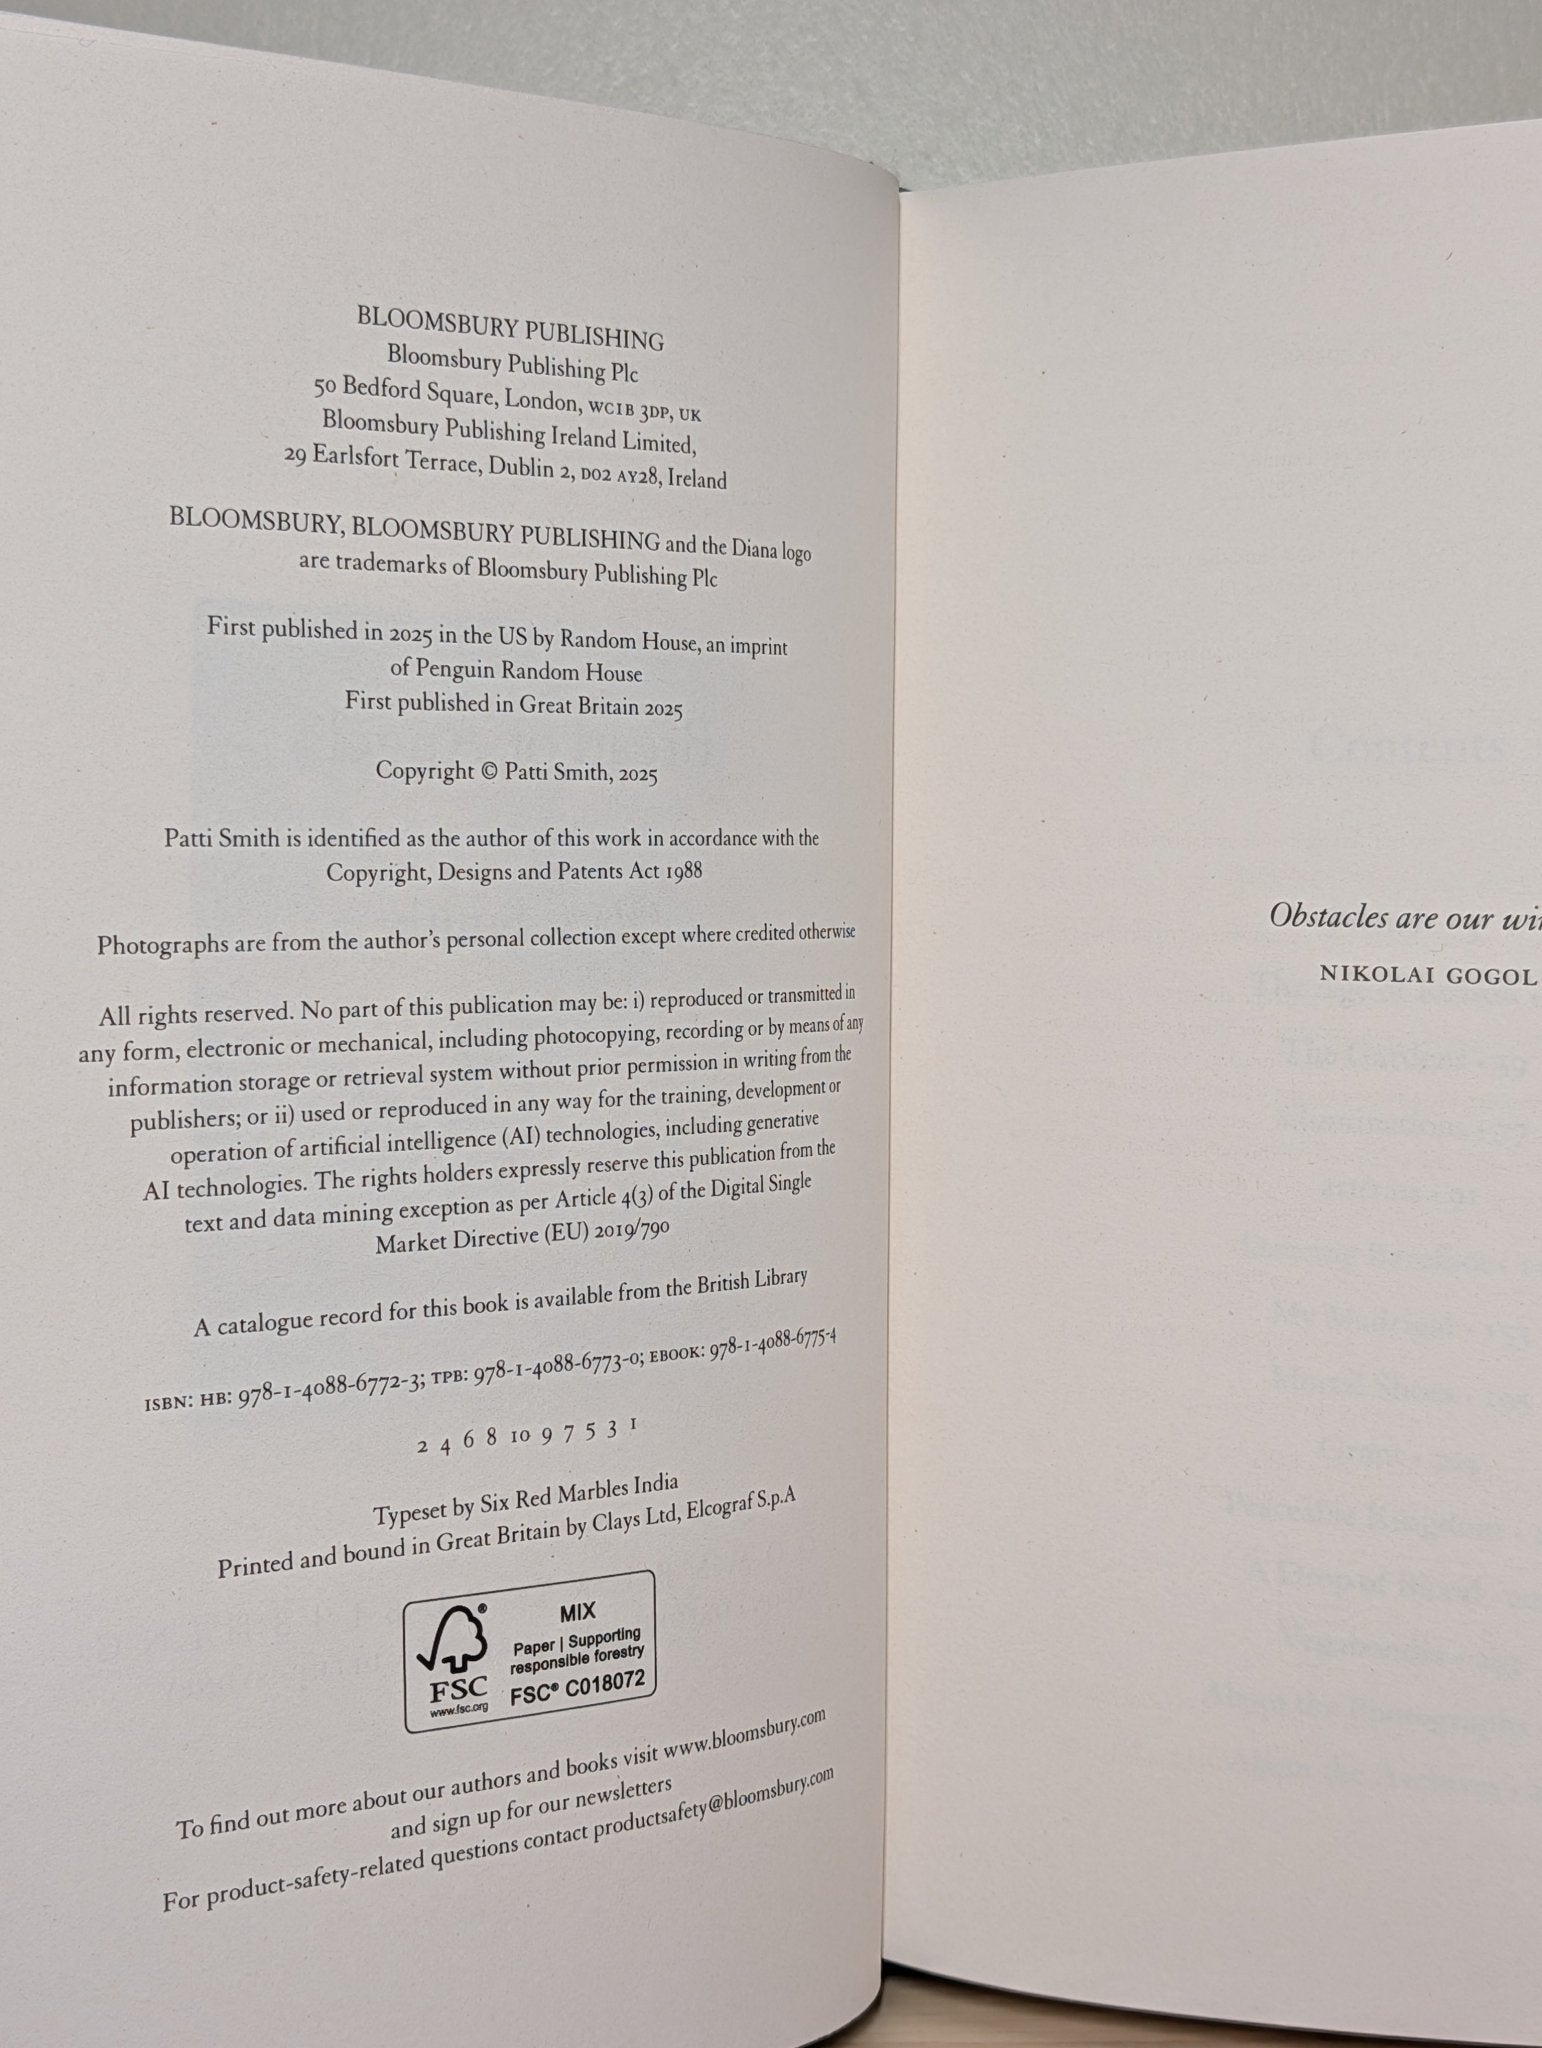 BLOOMSBURY PUBLISHING
Bloomsbury Publishing Plc
50 Bedford Square, London, WC1B 3DP, UK
Bloomsbury Publishing Ireland Limited,
29 Earlsfort Terrace, Dublin 2, D02 AY28, Ireland
BLOOMSBURY, BLOOMSBURY PUBLISHING and the Diana logo
are trademarks of Bloomsbury Publishing Plc
First published in 2025 in the US by Random House, an imprint
of Penguin Random House
First published in Great Britain 2025
Copyright © Patti Smith, 2025
Patti Smith is identified as the author of this work in accordance with the
Copyright, Designs and Patents Act 1988
Photographs are from the author's personal collection except where credited otherwise
All rights reserved. No part of this publication may be: i) reproduced or transmitted in
any form, electronic or mechanical, including photocopying, recording or by means of any
information storage or retrieval system without prior permission in writing from the
publishers; or ii) used or reproduced in any way for the training, development or
operation of artificial intelligence (AI) technologies, including generative
AI technologies. The rights holders expressly reserve this publication from the
text and data mining exception as per Article 4(3) of the Digital Single
Market Directive (EU) 2019/790
A catalogue record for this book is available from the British Library
ISBN: HB: 978-1-4088-6772-3; TPB: 978-1-4088-6773-0; EBOOK: 978-1-4088-6775-4
2 4 6 8 10 9 7 5 3 1
Typeset by Six Red Marbles India
Printed and bound in Great Britain by Clays Ltd, Elcograf S.p.A
FSC
www.fsc.org
MIX
Paper | Supporting
responsible forestry
FSC® C018072
To find out more about our authors and books visit www.bloomsbury.com
and sign up for our newsletters
For product-safety-related questions contact productsafety@bloomsbury.com
Obstacles are our
NIKOLAI GOGOL
Contents